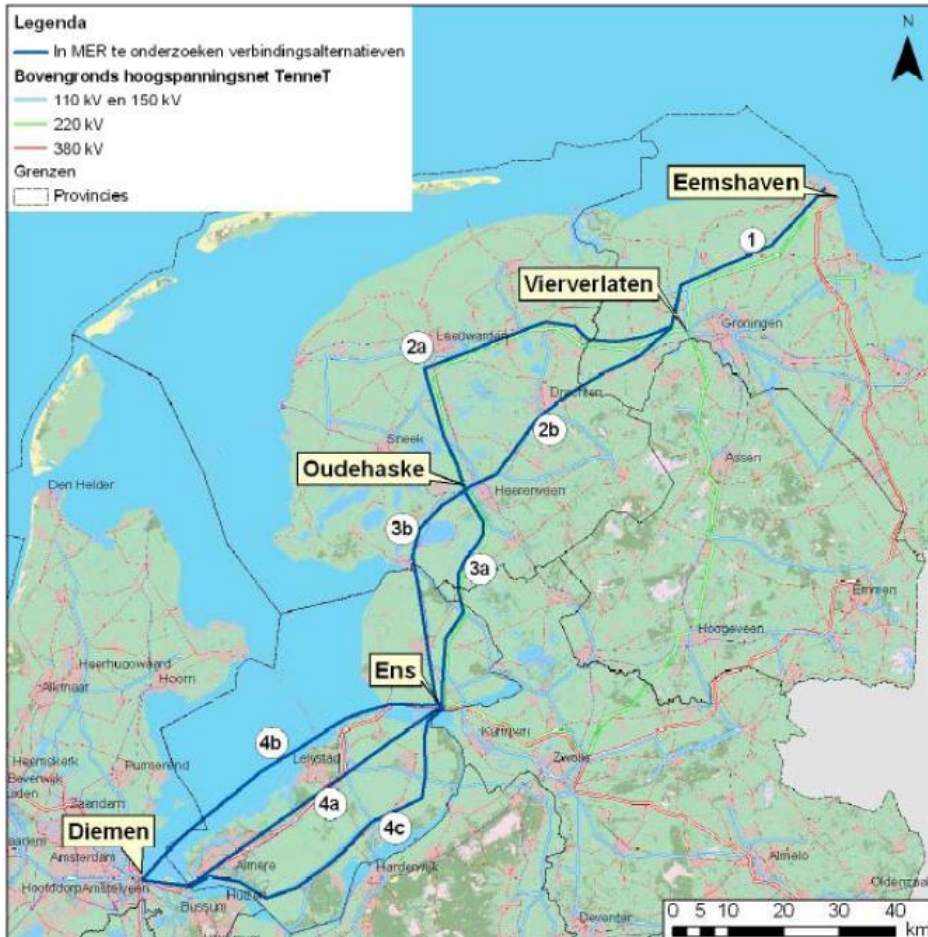 Legenda
In MER te onderzoeken verbindingsalternatieven
Bovengronds hoogspanningsnet TenneT
110 kV en 150 kV
220 kV
380 kV
Grenzen
Provincies
N
Eemshaven
1
Vierverlaten
Groningen
Leeuwarden
2a
Drachten
2b
Sneek
Assen
Oudehaske
Heerenveen
Den Helder
3b
3a
Emmen
Hoogeveen
Heerhugowaard
Ens
Hoorn
Alkmaar
4b
Kampen
Heemskerk
Purmerend
Lelystad
Zwolle
Beverwijk
4a
Zaandam
4c
Diemen
Almelo
Amsterdam
Almere
Harderwijk
Hoofddorp
Amstelveen
Huizen
Oldenzaal
Bussum
Deventer
0 5 10 20 30 40
km